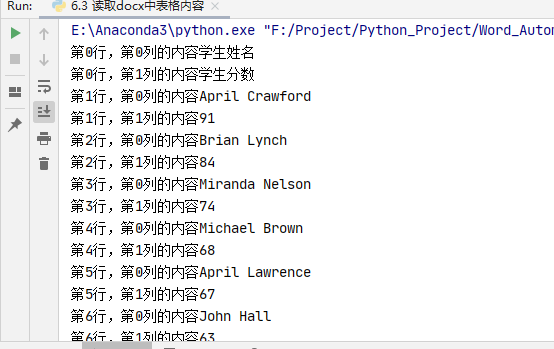 Run: 6.3 读取docx中表格内容
E:\Anaconda3\python.exe "F:/Project/Python_Project/Word_Autom
第0行，第0列的内容学生姓名
第0行，第1列的内容学生分数
第1行，第0列的内容April Crawford
第1行，第1列的内容91
第2行，第0列的内容Brian Lynch
第2行，第1列的内容84
第3行，第0列的内容Miranda Nelson
第3行，第1列的内容74
第4行，第0列的内容Michael Brown
第4行，第1列的内容68
第5行，第0列的内容April Lawrence
第5行，第1列的内容67
第6行，第0列的内容John Hall
第6行，第1列的内容63